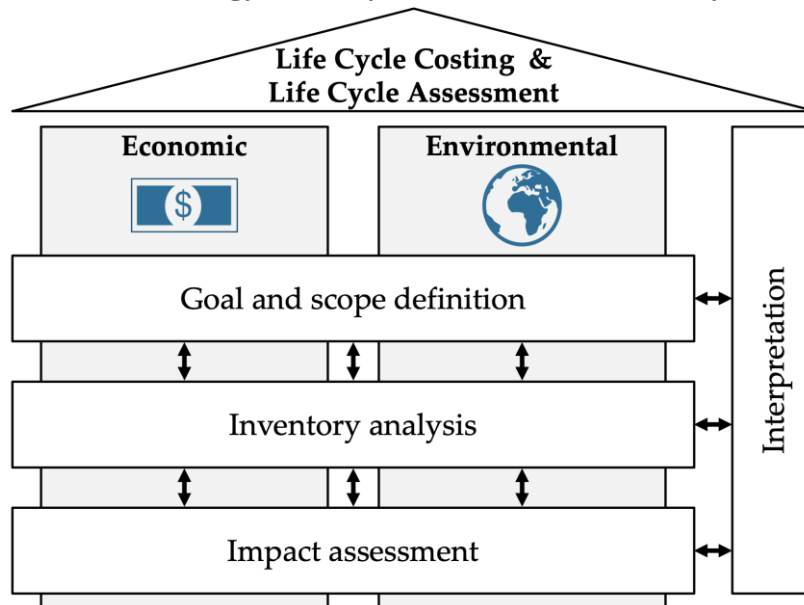 Life Cycle Costing &
Life Cycle Assessment
Economic
Environmental
$
Goal and scope definition
Inventory analysis
Impact assessment
Interpretation